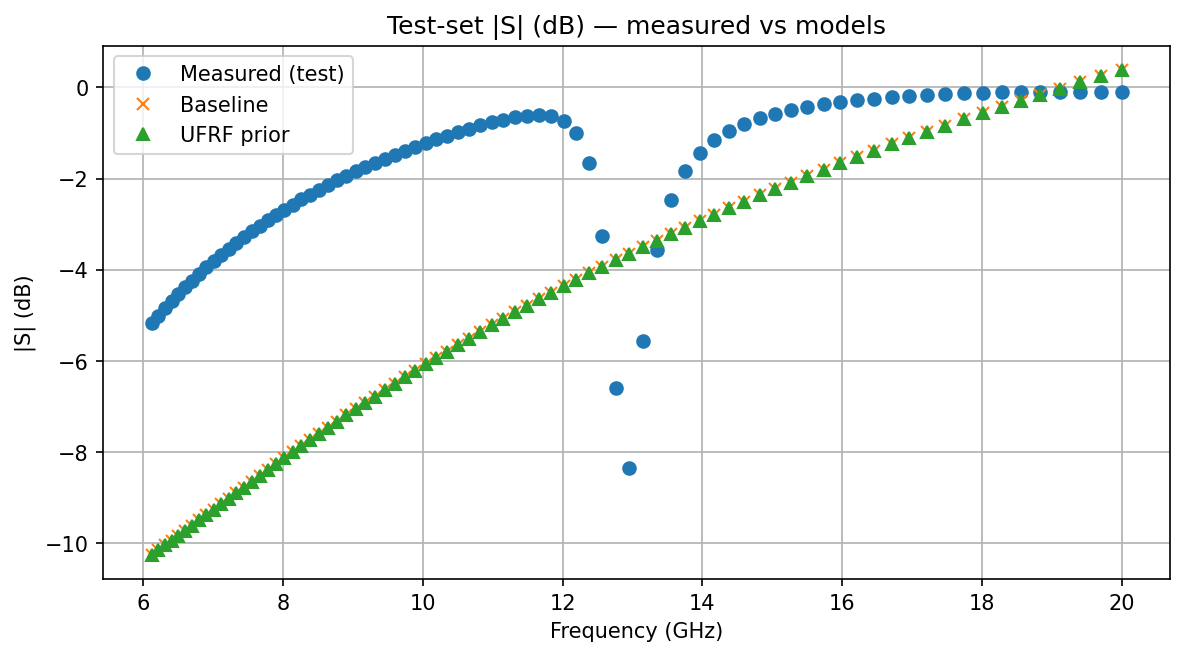 Test-set |S| (dB) — measured vs models
Measured (test)
Baseline
UFRF prior
|S| (dB)
0
−2
−4
−6
−8
−10
6 8 10 12 14 16 18 20
Frequency (GHz)